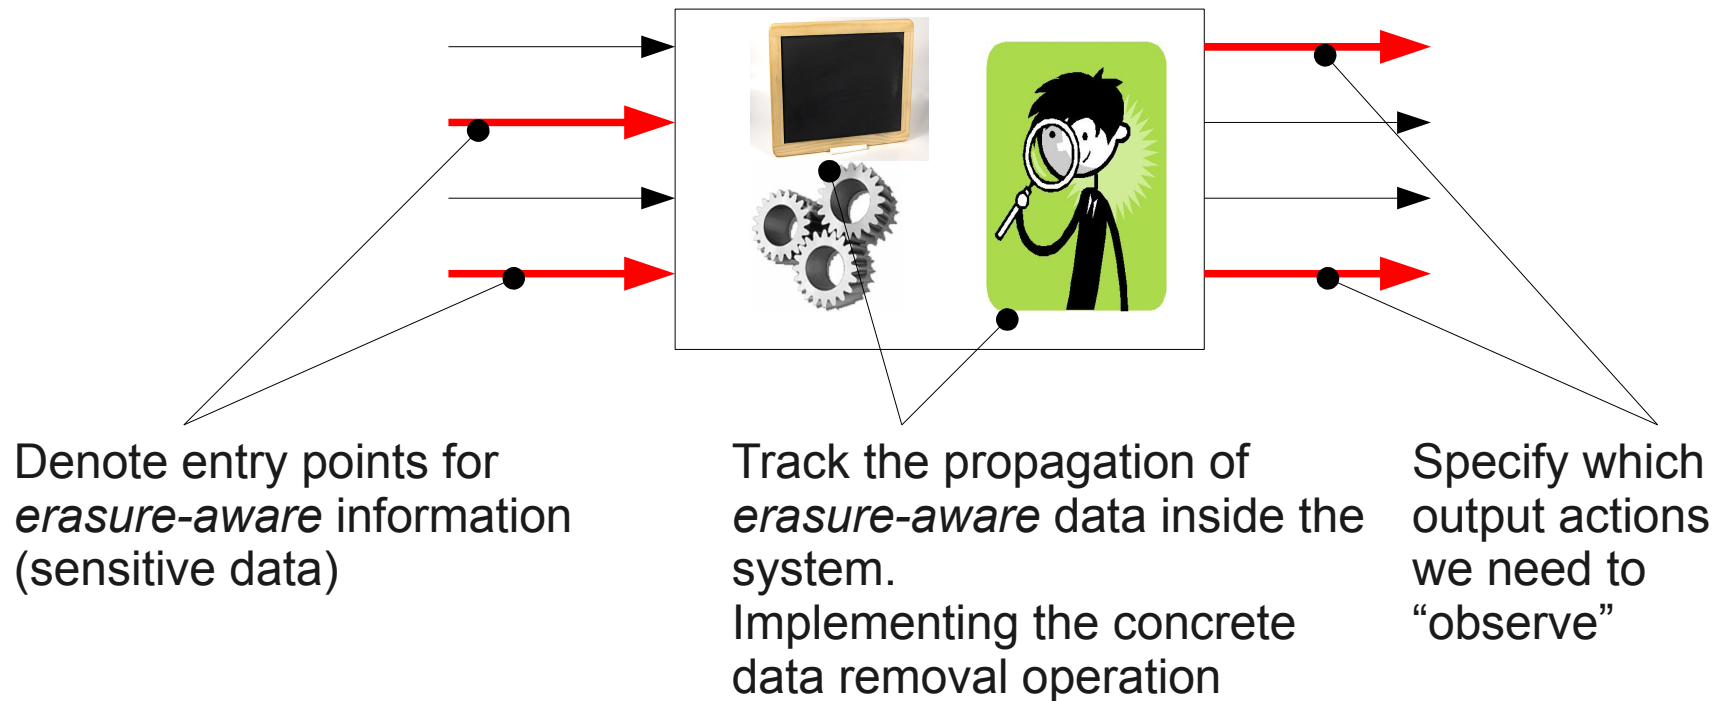 Denote entry points for
erasure-aware information
(sensitive data)
Track the propagation of
erasure-aware data inside the
system.
Implementing the concrete
data removal operation
Specify which
output actions
we need to
“observe”